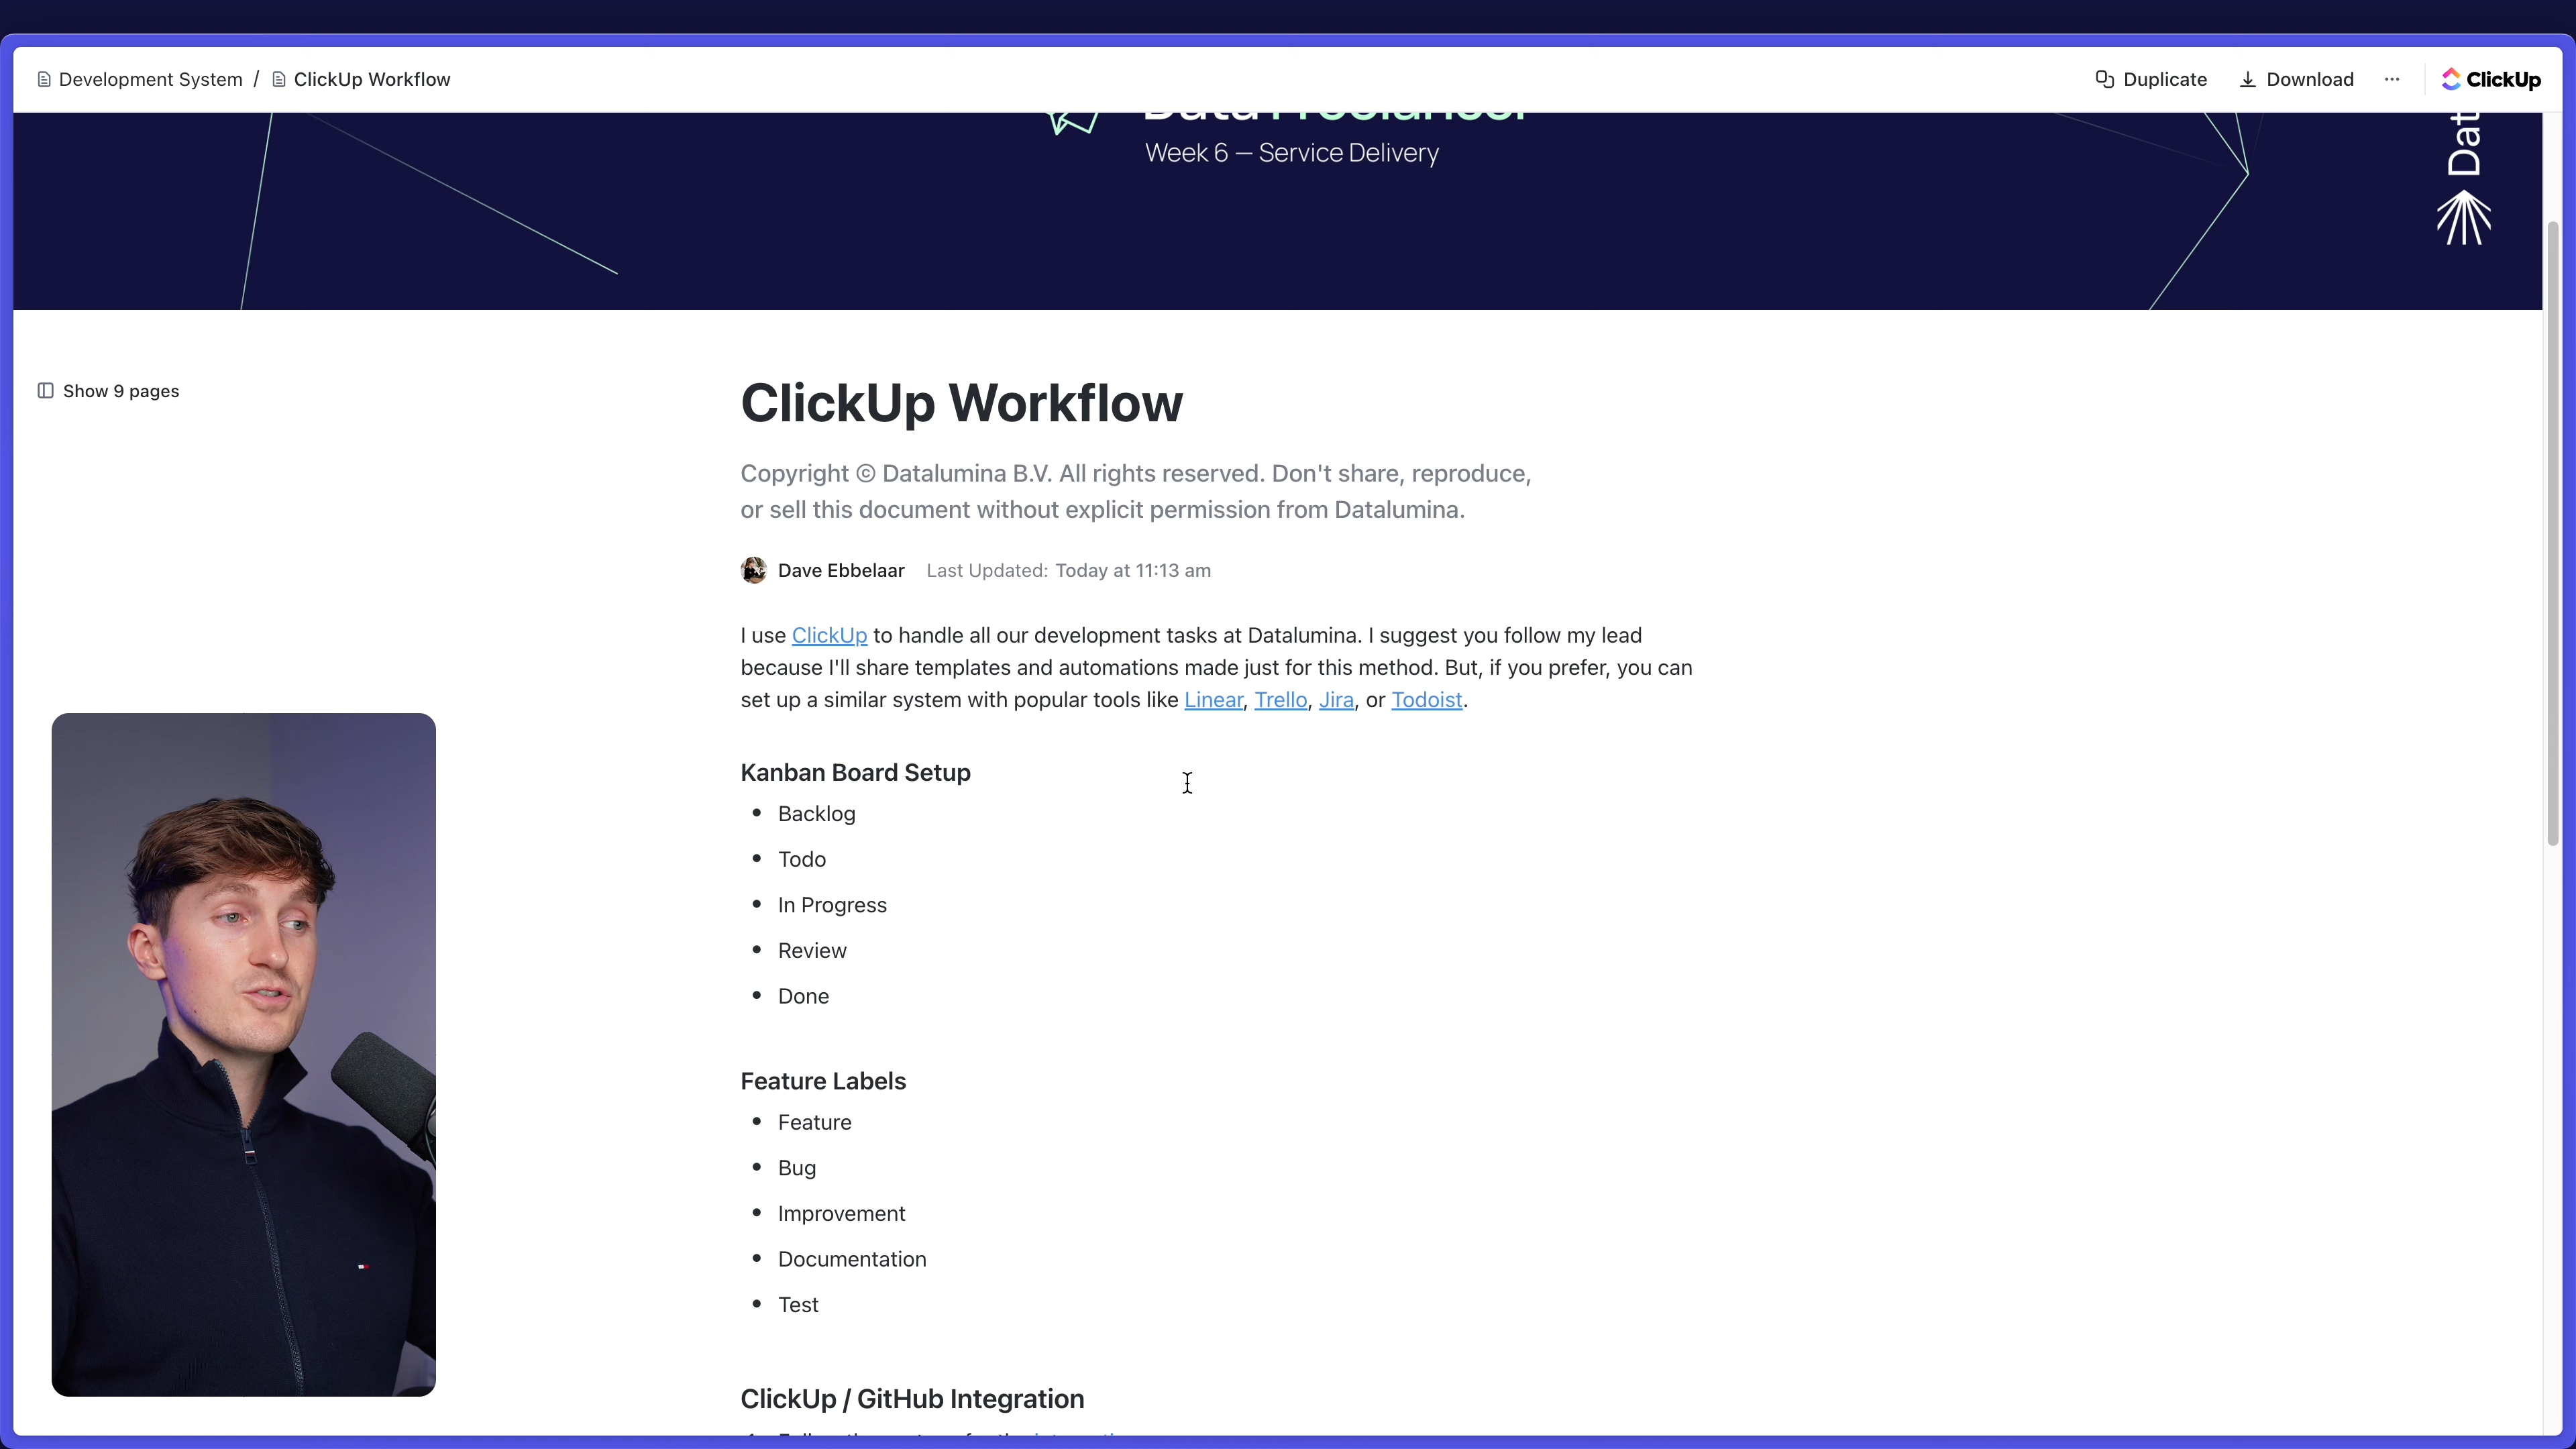 Development System / ClickUp Workflow
Duplicate
Download
ClickUp
Data Freelancer
Week 6 — Service Delivery
Dat
Show 9 pages
ClickUp Workflow
Copyright © Datalumina B.V. All rights reserved. Don't share, reproduce,
or sell this document without explicit permission from Datalumina.
Dave Ebbelaar Last Updated: Today at 11:13 am
I use ClickUp to handle all our development tasks at Datalumina. I suggest you follow my lead
because I'll share templates and automations made just for this method. But, if you prefer, you can
set up a similar system with popular tools like Linear, Trello, Jira, or Todoist.
Kanban Board Setup
• Backlog
• Todo
• In Progress
• Review
• Done
Feature Labels
• Feature
• Bug
• Improvement
• Documentation
• Test
ClickUp / GitHub Integration